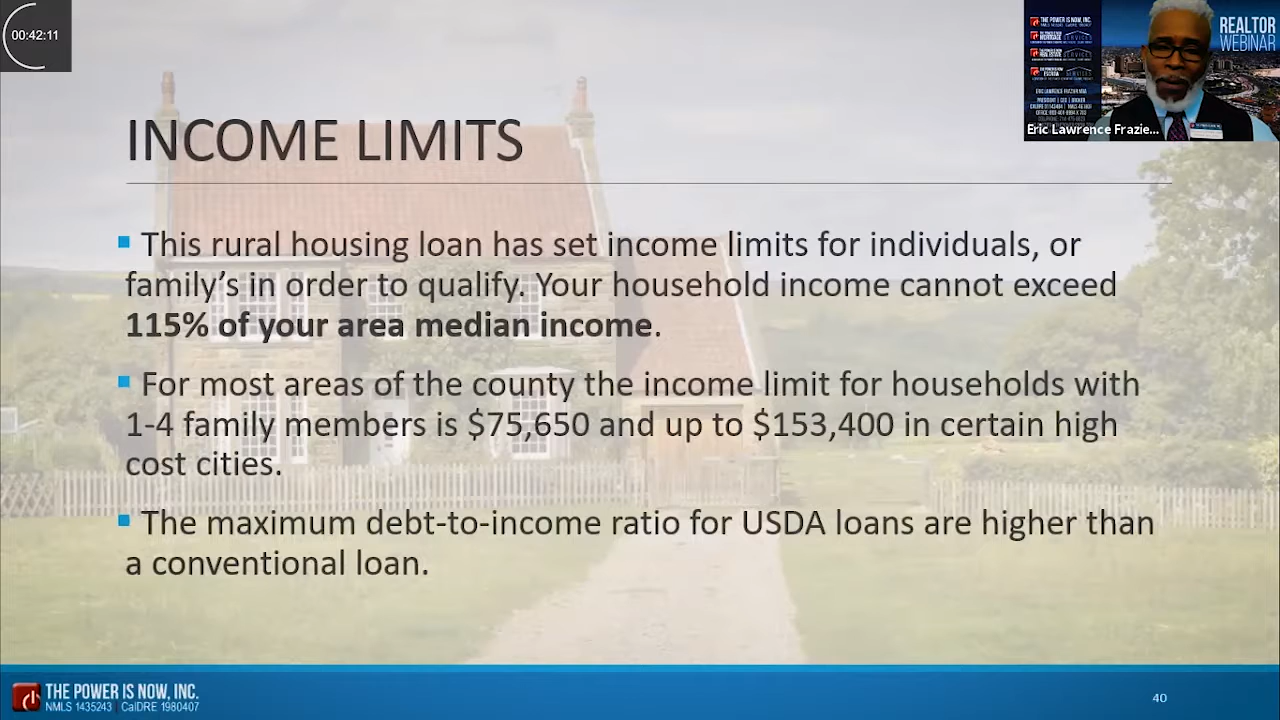 00:42:11
REALTOR
WEBINAR
THE POWER IS NOW, INC.
Eric Lawrence Frazie...
INCOME LIMITS
This rural housing loan has set income limits for individuals, or
family's in order to qualify. Your household income cannot exceed
115% of your area median income.
For most areas of the county the income limit for households with
1-4 family members is $75,650 and up to $153,400 in certain high
cost cities.
The maximum debt-to-income ratio for USDA loans are higher than
a conventional loan.
THE POWER IS NOW, INC.
NMLS 1435243 | CalDRE 1980407
40